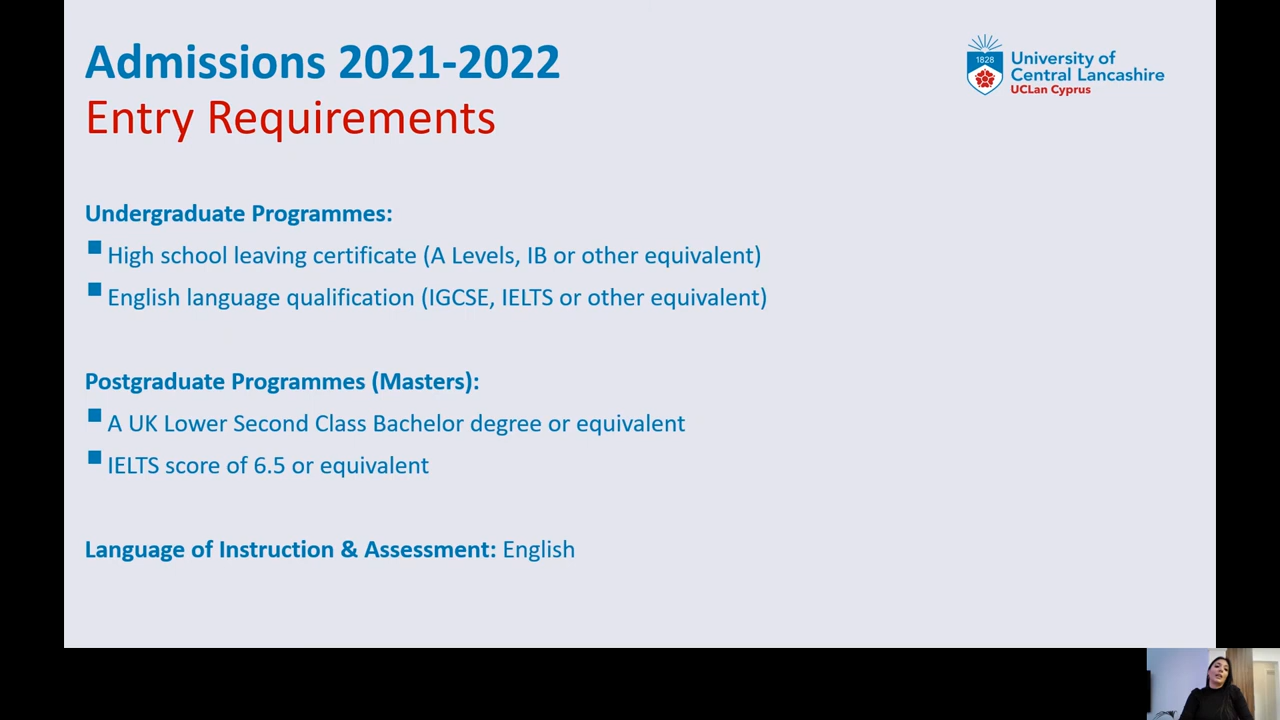 Admissions 2021-2022
Entry Requirements
1828
University of
Central Lancashire
UCLan Cyprus
Undergraduate Programmes:
High school leaving certificate (A Levels, IB or other equivalent)
English language qualification (IGCSE, IELTS or other equivalent)
Postgraduate Programmes (Masters):
A UK Lower Second Class Bachelor degree or equivalent
IELTS score of 6.5 or equivalent
Language of Instruction & Assessment: English